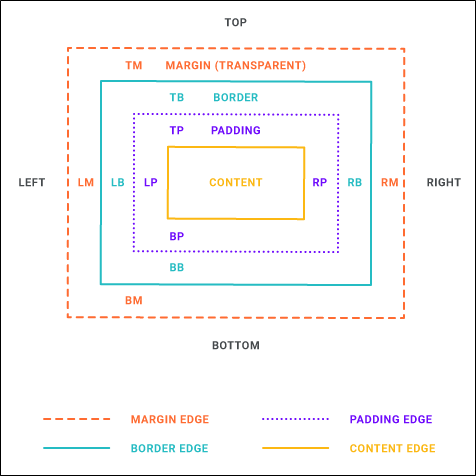 TOP
TM MARGIN (TRANSPARENT)
TB BORDER
TP PADDING
LEFT LM LB LP CONTENT RP RB RM RIGHT
BP
BB
BM
BOTTOM
MARGIN EDGE PADDING EDGE
BORDER EDGE CONTENT EDGE